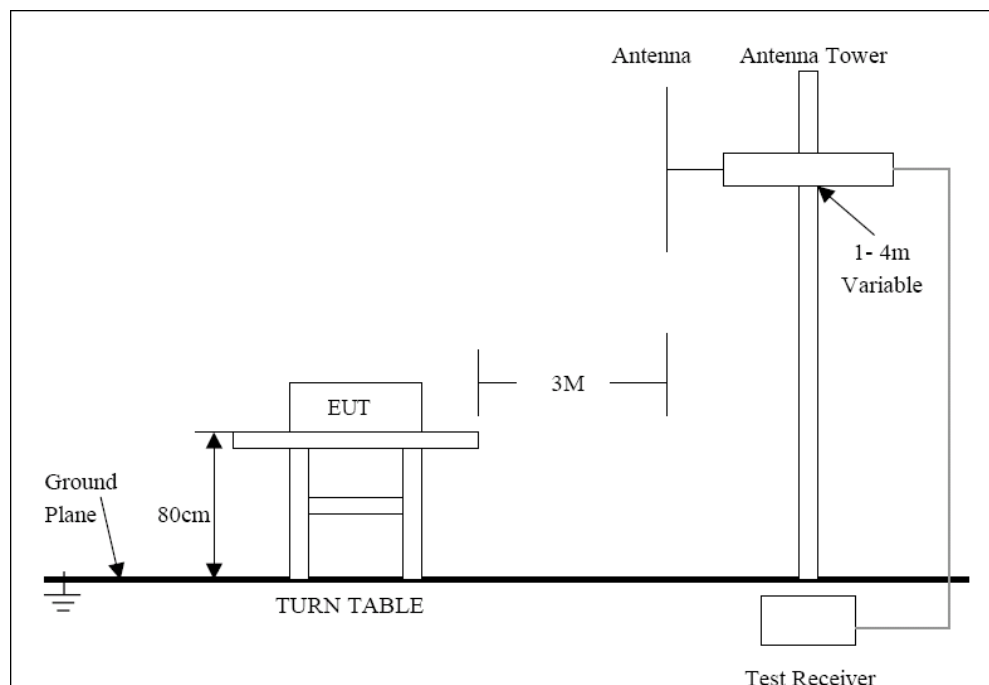 Antenna
Antenna Tower
1- 4m
Variable
3M
EUT
Ground
Plane
80cm
TURN TABLE
Test Receiver